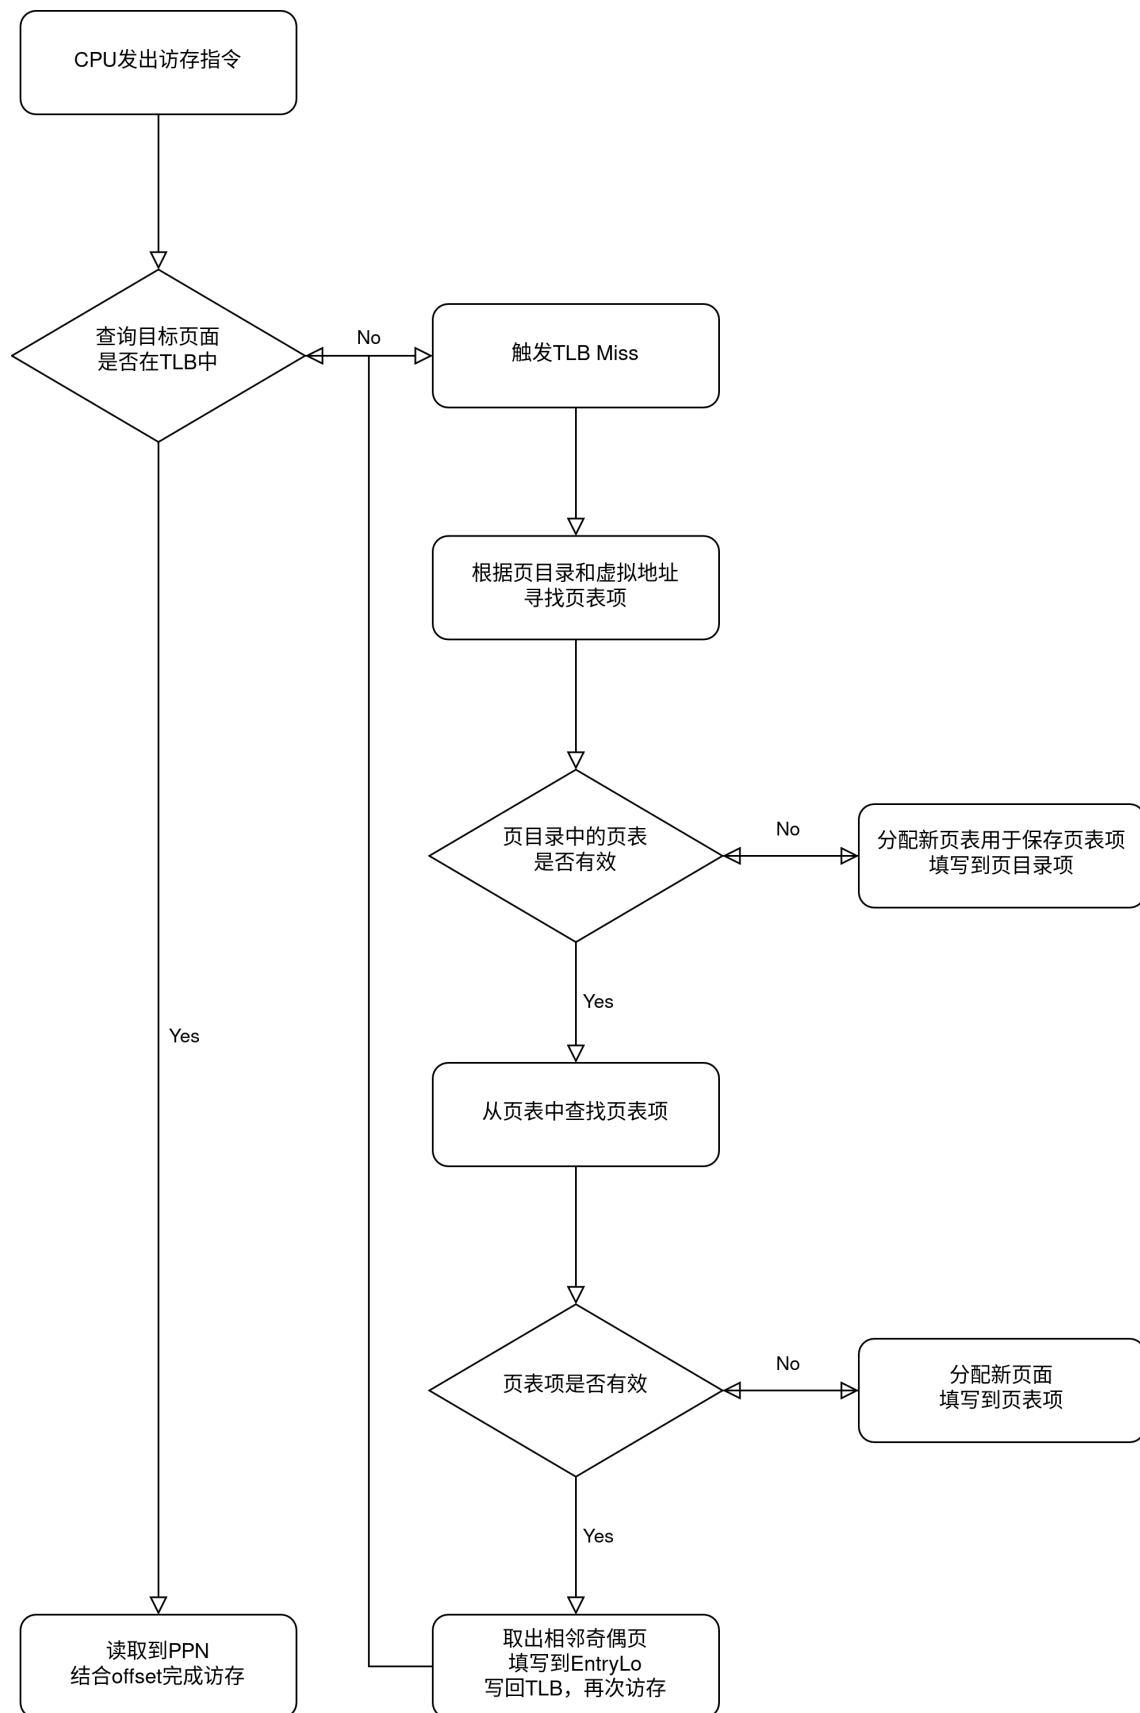 CPU发出访存指令
查询目标页面
是否在TLB中
No
触发TLB Miss
根据页目录和虚拟地址
寻找页表项
页目录中的页表
是否有效
No
分配新页表用于保存页表项
填写到页目录项
Yes
Yes
从页表中查找页表项
页表项是否有效
No
分配新页面
填写到页表项
Yes
读取到PPN
结合offset完成访存
取出相邻奇偶页
填写到EntryLo
写回TLB，再次访存